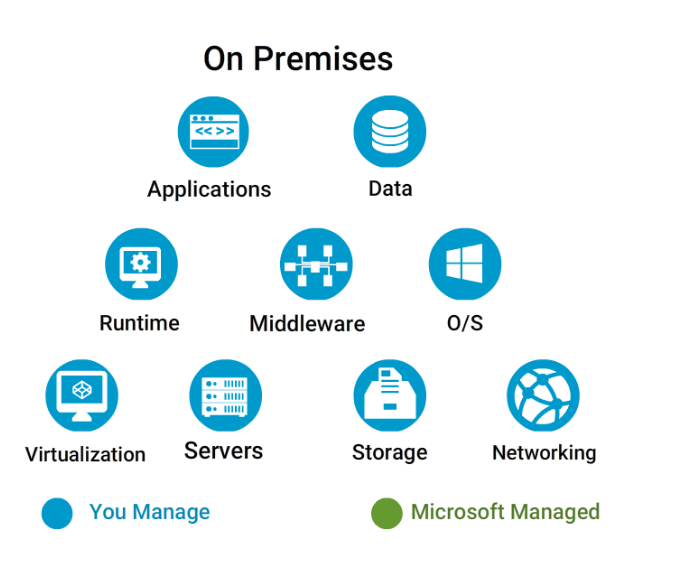 On Premises
<< >>
Applications
Data
Runtime
Middleware
O/S
Virtualization
Servers
Storage
Networking
You Manage
Microsoft Managed